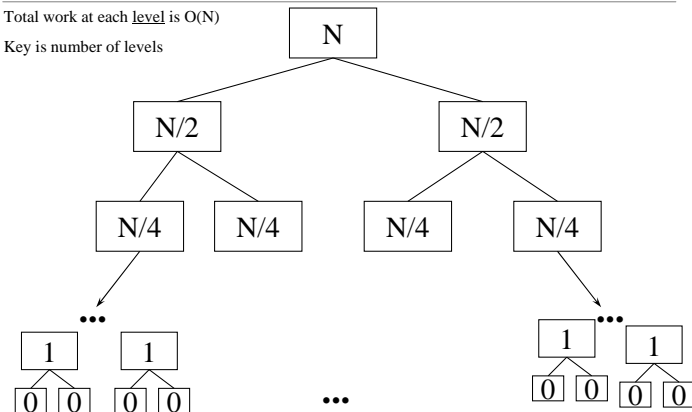 Total work at each level is O(N)
Key is number of levels
N
N/2 N/2
N/4 N/4 N/4 N/4
••• •••
1 1 1 1
0 0 0 0 0 0 0 0
•••